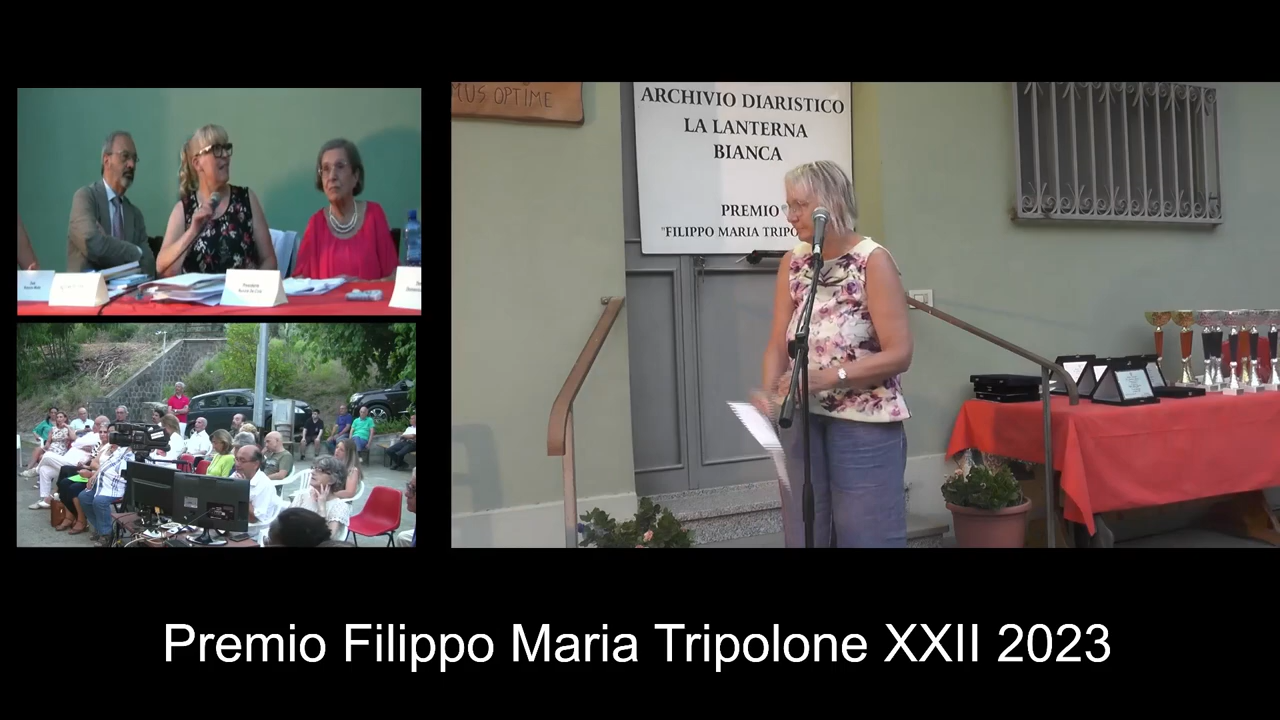 MUS OPTIME
ARCHIVIO DIARISTICO
LA LANTERNA
BIANCA
PREMIO
"FILIPPO MARIA TRIPO
Premio Filippo Maria Tripolone XXII 2023